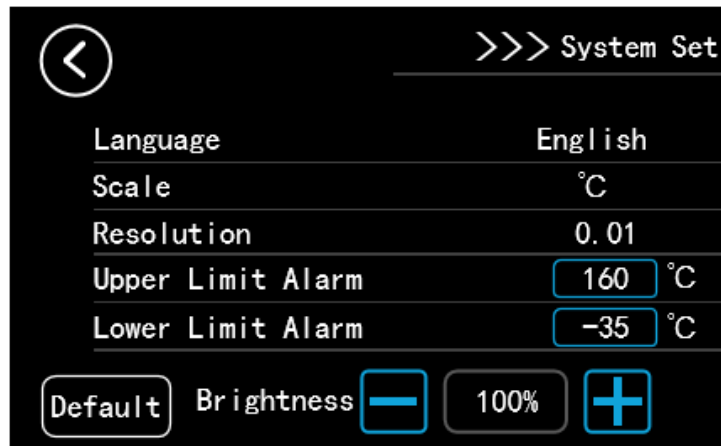 >>> System Set
Language English
Scale ℃
Resolution 0.01
Upper Limit Alarm 160 ℃
Lower Limit Alarm -35 ℃
Default Brightness − 100% +